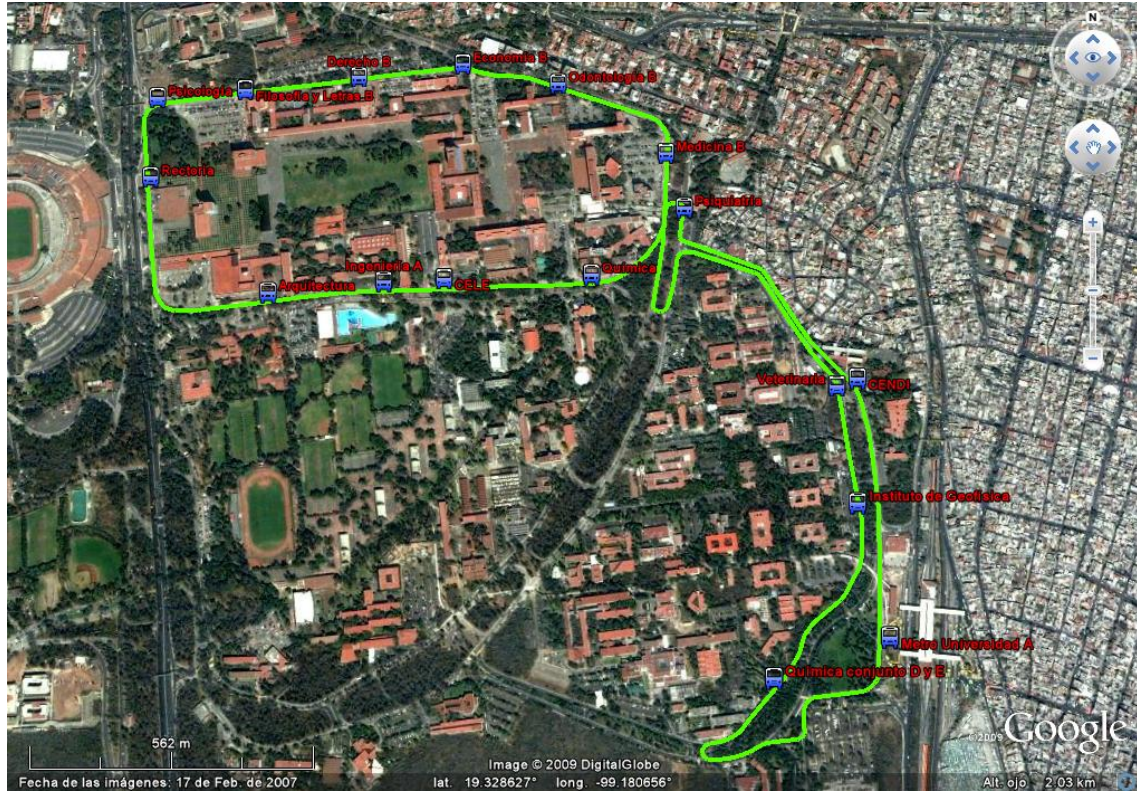 N
Economía B
Derecho B
Odontología B
Psicología
Filosofía y Letras B
Medicina B
Rectoría
Psiquiatría
Ingeniería A
Química
CELE
Arquitectura
Veterinaria
CENDI
Instituto de Geofísica
Metro Universidad A
Química conjunto D y E
©2009 Google
562 m
Image © 2009 DigitalGlobe
Fecha de las imágenes: 17 de Feb. de 2007 lat. 19.328627° long. -99.180656° Alt. ojo 2.03 km